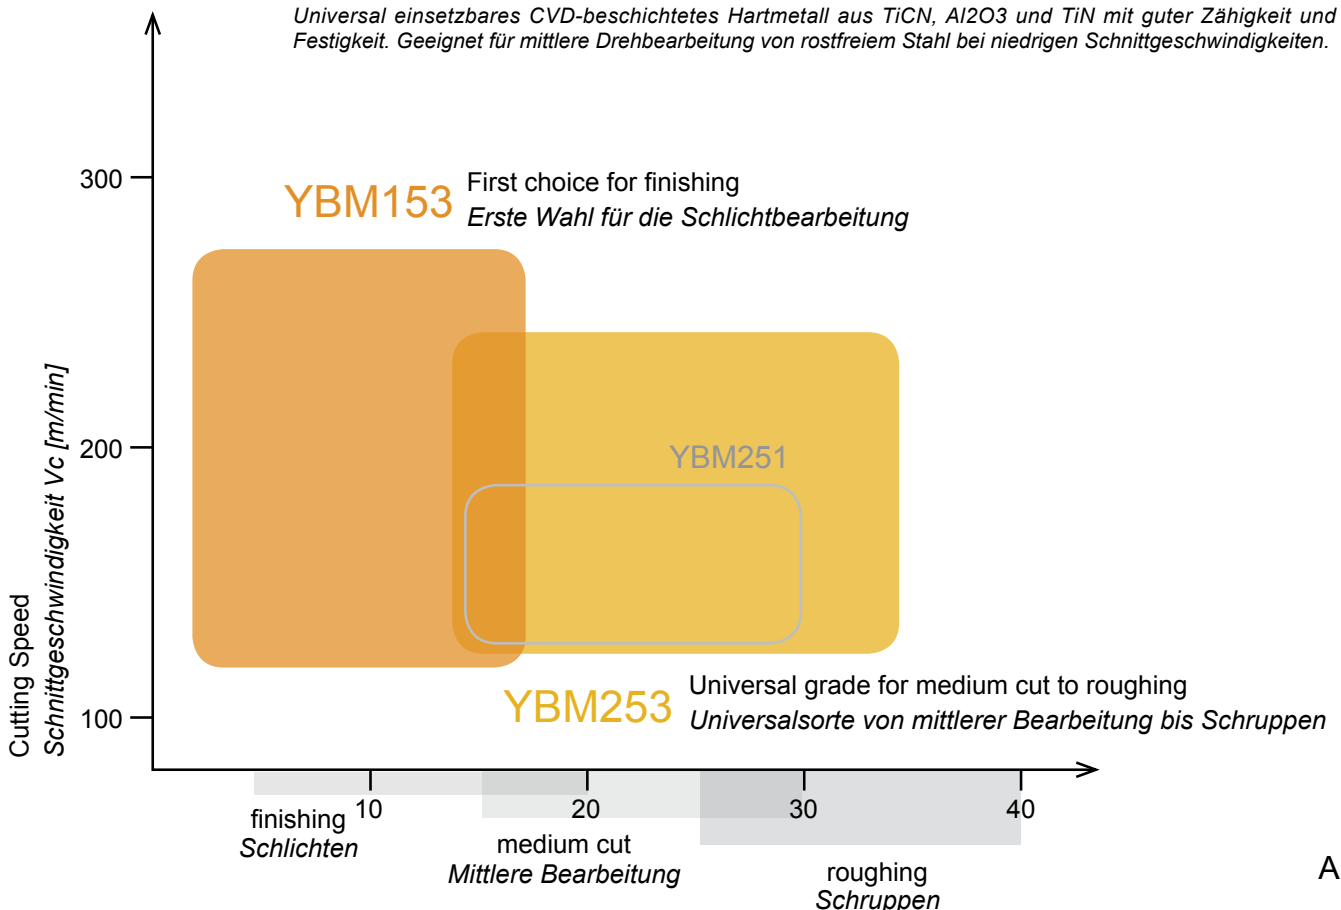 Universal einsetzbares CVD-beschichtetes Hartmetall aus TiCN, Al2O3 und TiN mit guter Zähigkeit und
Festigkeit. Geeignet für mittlere Drehbearbeitung von rostfreiem Stahl bei niedrigen Schnittgeschwindigkeiten.
300
YBM153
First choice for finishing
Erste Wahl für die Schlichtbearbeitung
Cutting Speed
Schnittgeschwindigkeit Vc [m/min]
200
YBM251
100
YBM253
Universal grade for medium cut to roughing
Universalsorte von mittlerer Bearbeitung bis Schruppen
10
20
30
40
finishing
Schlichten
medium cut
Mittlere Bearbeitung
roughing
Schruppen
A